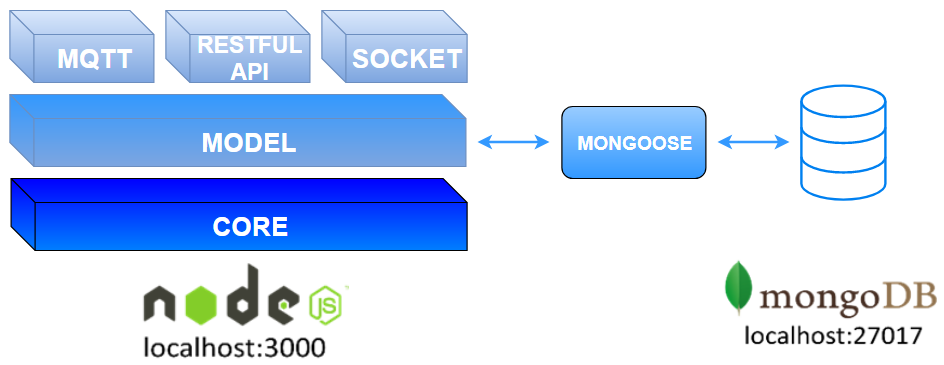 MQTT
RESTFUL
API
SOCKET
MODEL
MONGOOSE
CORE
node
JS
mongoDB
localhost:3000
localhost:27017